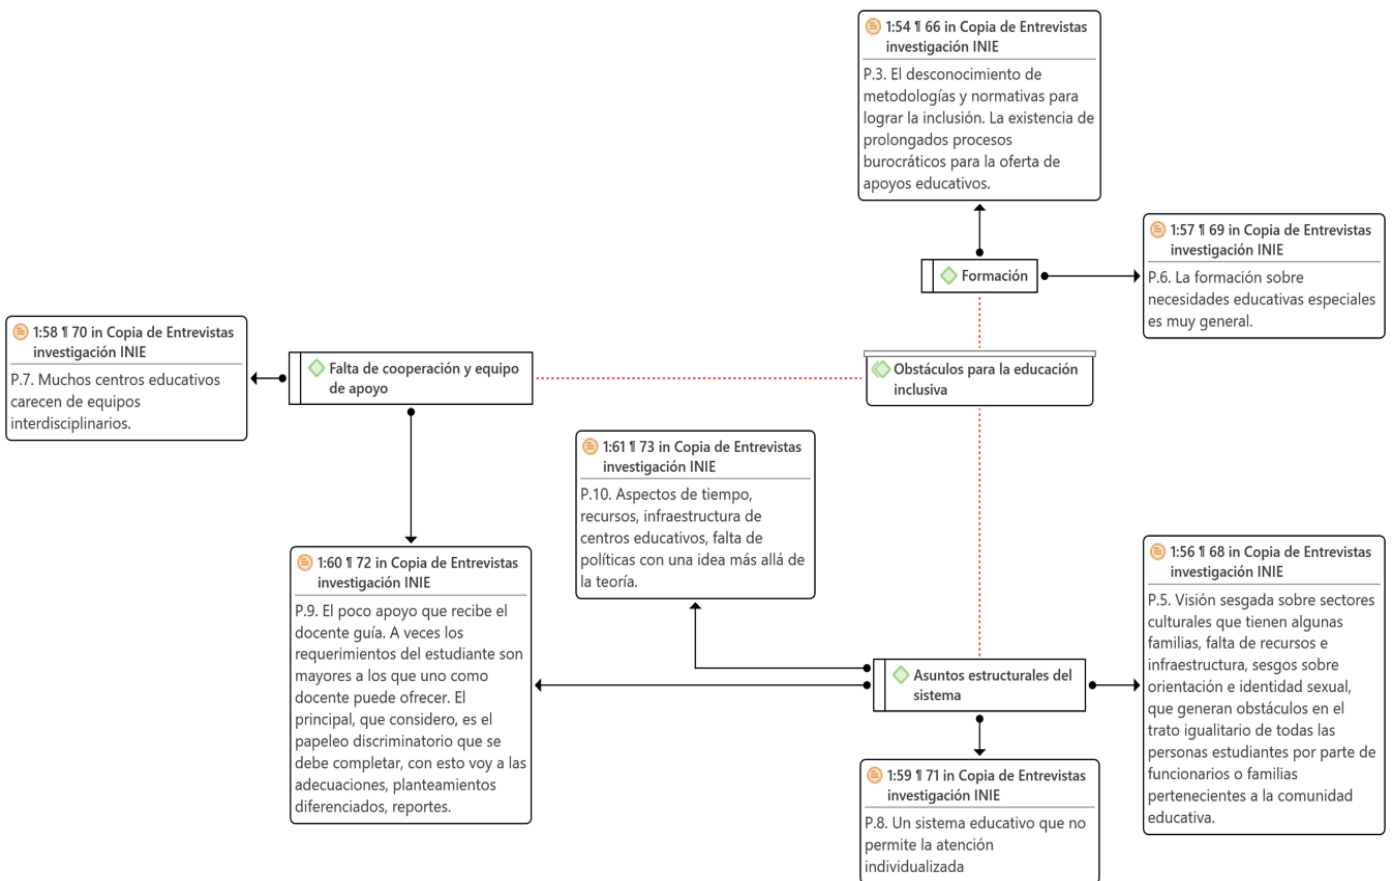 1:54 ¶ 66 in Copia de Entrevistas
investigación INIE
P.3. El desconocimiento de
metodologías y normativas para
lograr la inclusión. La existencia de
prolongados procesos
burocráticos para la oferta de
apoyos educativos.
1:57 ¶ 69 in Copia de Entrevistas
investigación INIE
P.6. La formación sobre
necesidades educativas especiales
es muy general.
Formación
1:58 ¶ 70 in Copia de Entrevistas
investigación INIE
P.7. Muchos centros educativos
carecen de equipos
interdisciplinarios.
Falta de cooperación y equipo
de apoyo
Obstáculos para la educación
inclusiva
1:61 ¶ 73 in Copia de Entrevistas
investigación INIE
P.10. Aspectos de tiempo,
recursos, infraestructura de
centros educativos, falta de
políticas con una idea más allá de
la teoría.
1:60 ¶ 72 in Copia de Entrevistas
investigación INIE
P.9. El poco apoyo que recibe el
docente guía. A veces los
requerimientos del estudiante son
mayores a los que uno como
docente puede ofrecer. El
principal, que considero, es el
papeleo discriminatorio que se
debe completar, con esto voy a las
adecuaciones, planteamientos
diferenciados, reportes.
1:56 ¶ 68 in Copia de Entrevistas
investigación INIE
P.5. Visión sesgada sobre sectores
culturales que tienen algunas
familias, falta de recursos e
infraestructura, sesgos sobre
orientación e identidad sexual,
que generan obstáculos en el
trato igualitario de todas las
personas estudiantes por parte de
funcionarios o familias
pertenecientes a la comunidad
educativa.
Asuntos estructurales del
sistema
1:59 ¶ 71 in Copia de Entrevistas
investigación INIE
P.8. Un sistema educativo que no
permite la atención
individualizada